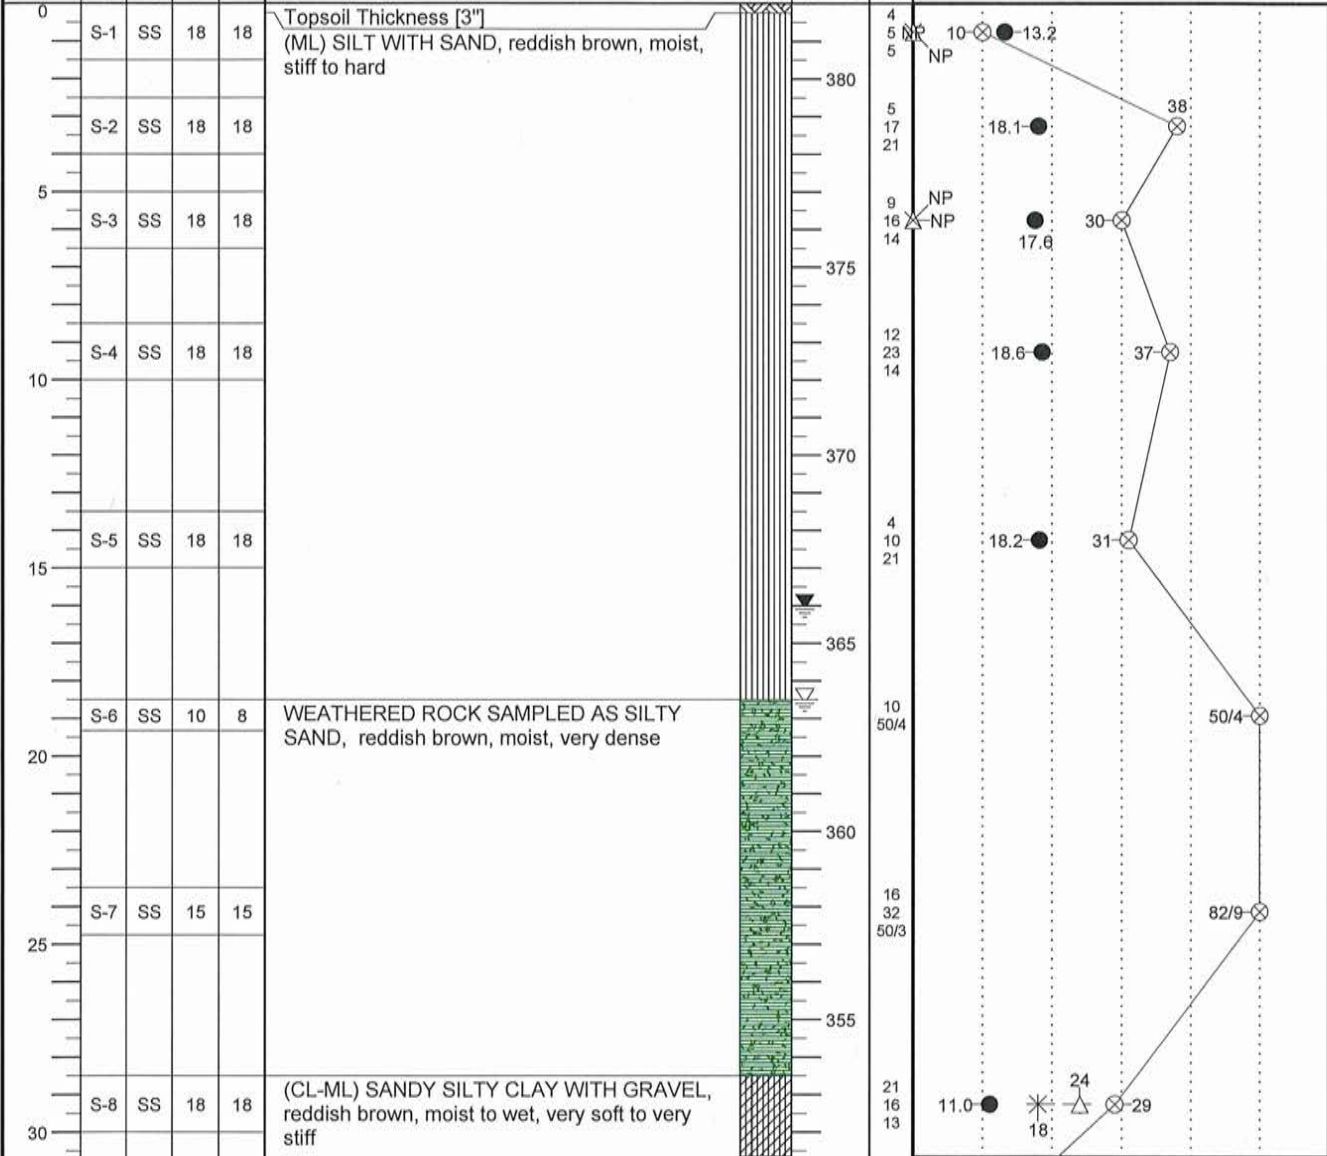 0
Topsoil Thickness [3"]
S-1 SS 18 18
(ML) SILT WITH SAND, reddish brown, moist,
stiff to hard
4
5
5
NP
NP
10
13.2
380
S-2 SS 18 18
5
17
21
18.1
38
5
S-3 SS 18 18
9
16
14
NP
NP
17.6
30
375
S-4 SS 18 18
12
23
14
18.6
37
10
370
S-5 SS 18 18
4
10
21
18.2
31
15
365
S-6 SS 10 8
WEATHERED ROCK SAMPLED AS SILTY
SAND, reddish brown, moist, very dense
10
50/4
50/4
20
360
S-7 SS 15 15
16
32
50/3
82/9
25
355
S-8 SS 18 18
(CL-ML) SANDY SILTY CLAY WITH GRAVEL,
reddish brown, moist to wet, very soft to very
stiff
21
16
13
11.0
18
24
29
30